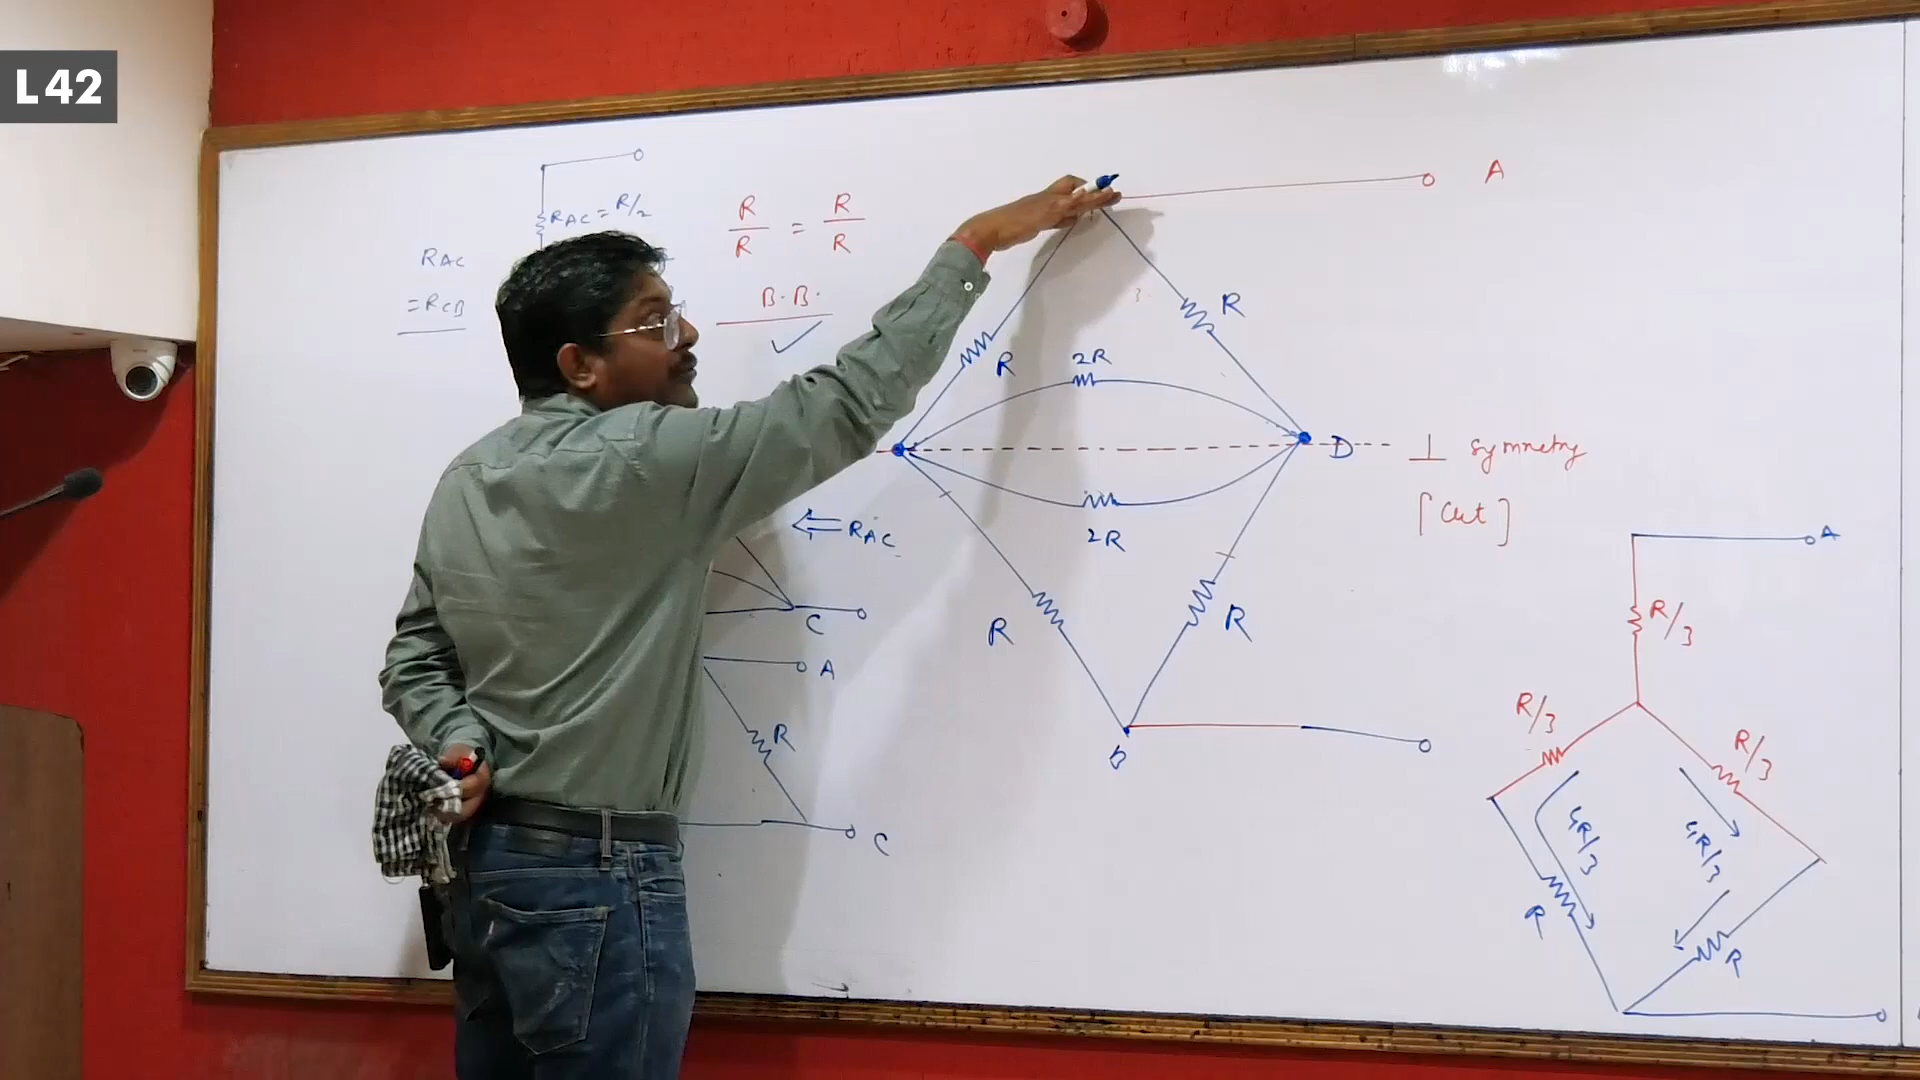 L42
RAC = R/2
RAC
= RCB
R/R = R/R
B.B.
A
R
R
2R
D
⊥ symmetry
[Cut]
2R
⇐ RAC
R
R
B
C
A
R
C
A
R/3
R/3
R/3
4R/3
4R/3
R
R